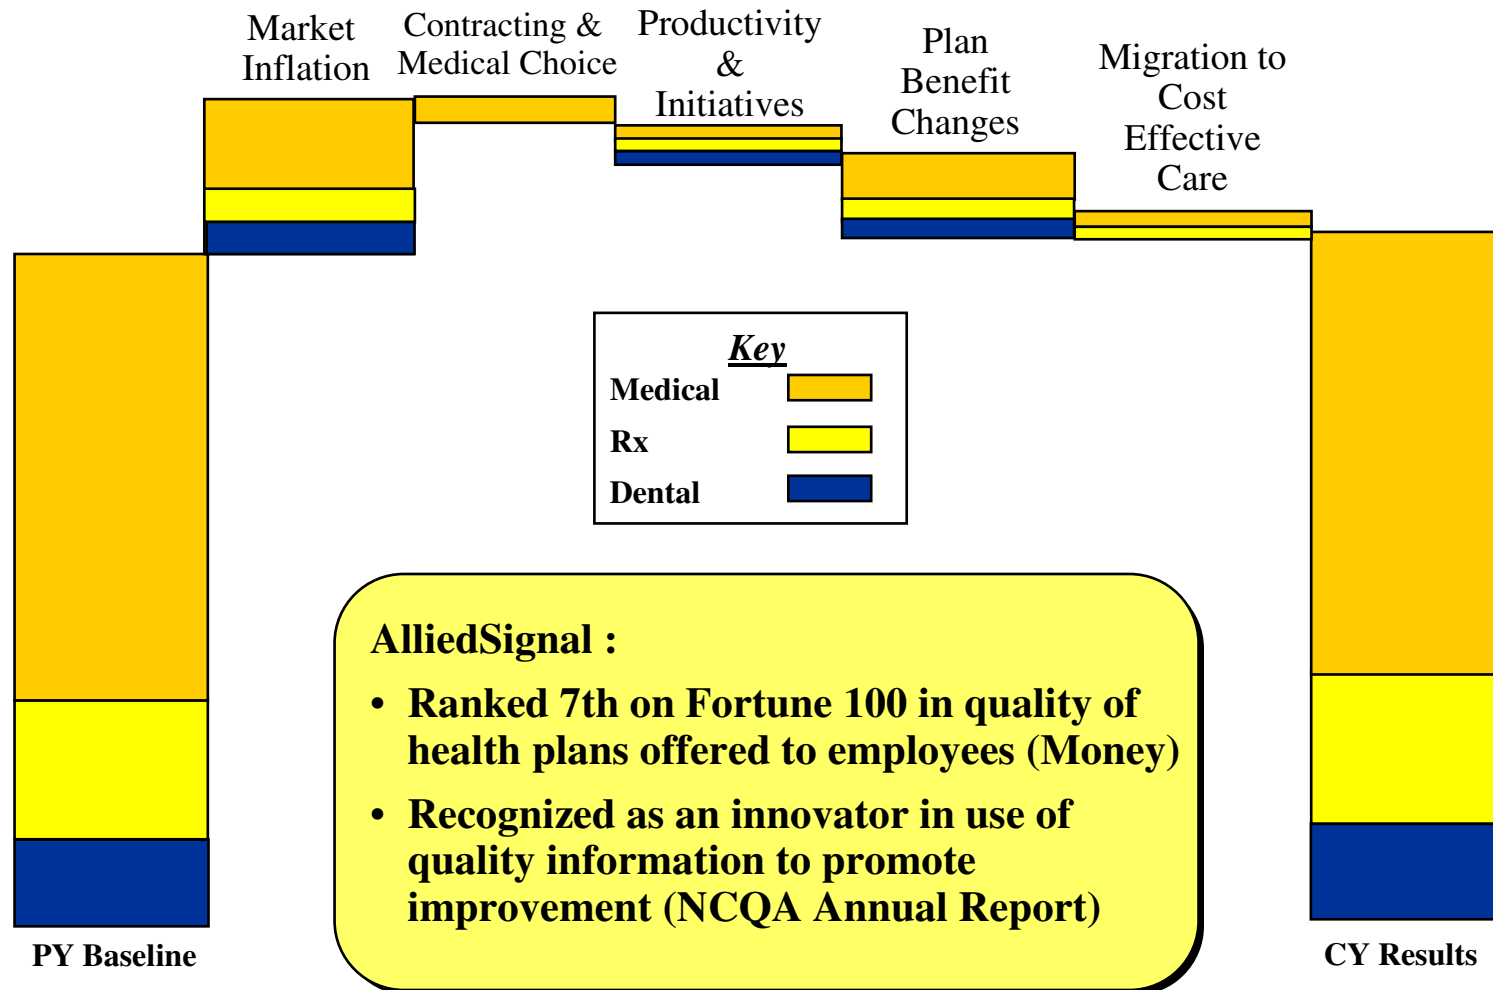 Market
Inflation
Contracting &
Medical Choice
Productivity
&
Initiatives
Plan
Benefit
Changes
Migration to
Cost
Effective
Care
Key
Medical
Rx
Dental
AlliedSignal :
• Ranked 7th on Fortune 100 in quality of
health plans offered to employees (Money)
• Recognized as an innovator in use of
quality information to promote
improvement (NCQA Annual Report)
PY Baseline
CY Results